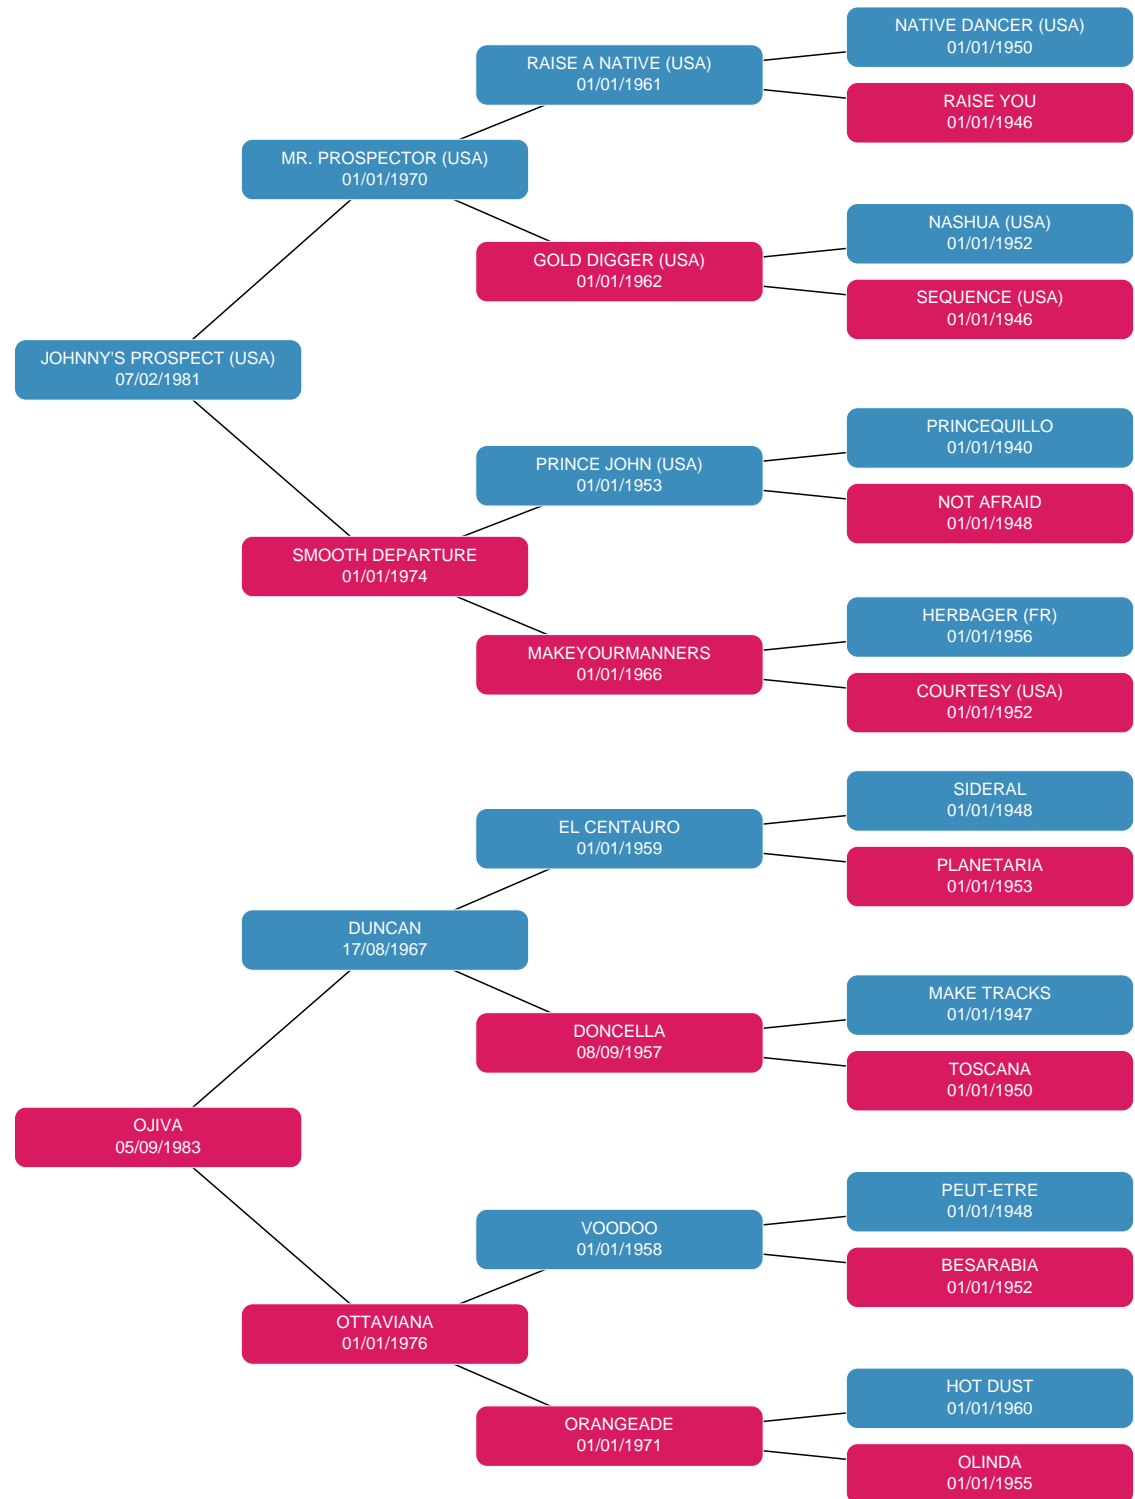 NATIVE DANCER (USA)
01/01/1950
RAISE A NATIVE (USA)
01/01/1961
RAISE YOU
01/01/1946
MR. PROSPECTOR (USA)
01/01/1970
NASHUA (USA)
01/01/1952
GOLD DIGGER (USA)
01/01/1962
SEQUENCE (USA)
01/01/1946
JOHNNY'S PROSPECT (USA)
07/02/1981
PRINCEQUILLO
01/01/1940
PRINCE JOHN (USA)
01/01/1953
NOT AFRAID
01/01/1948
SMOOTH DEPARTURE
01/01/1974
HERBAGER (FR)
01/01/1956
MAKEYOURMANNERS
01/01/1966
COURTESY (USA)
01/01/1952
SIDERAL
01/01/1948
EL CENTAURO
01/01/1959
PLANETARIA
01/01/1953
DUNCAN
17/08/1967
MAKE TRACKS
01/01/1947
DONCELLA
08/09/1957
TOSCANA
01/01/1950
OJIVA
05/09/1983
PEUT-ETRE
01/01/1948
VOODOO
01/01/1958
BESARABIA
01/01/1952
OTTAVIANA
01/01/1976
HOT DUST
01/01/1960
ORANGEADE
01/01/1971
OLINDA
01/01/1955